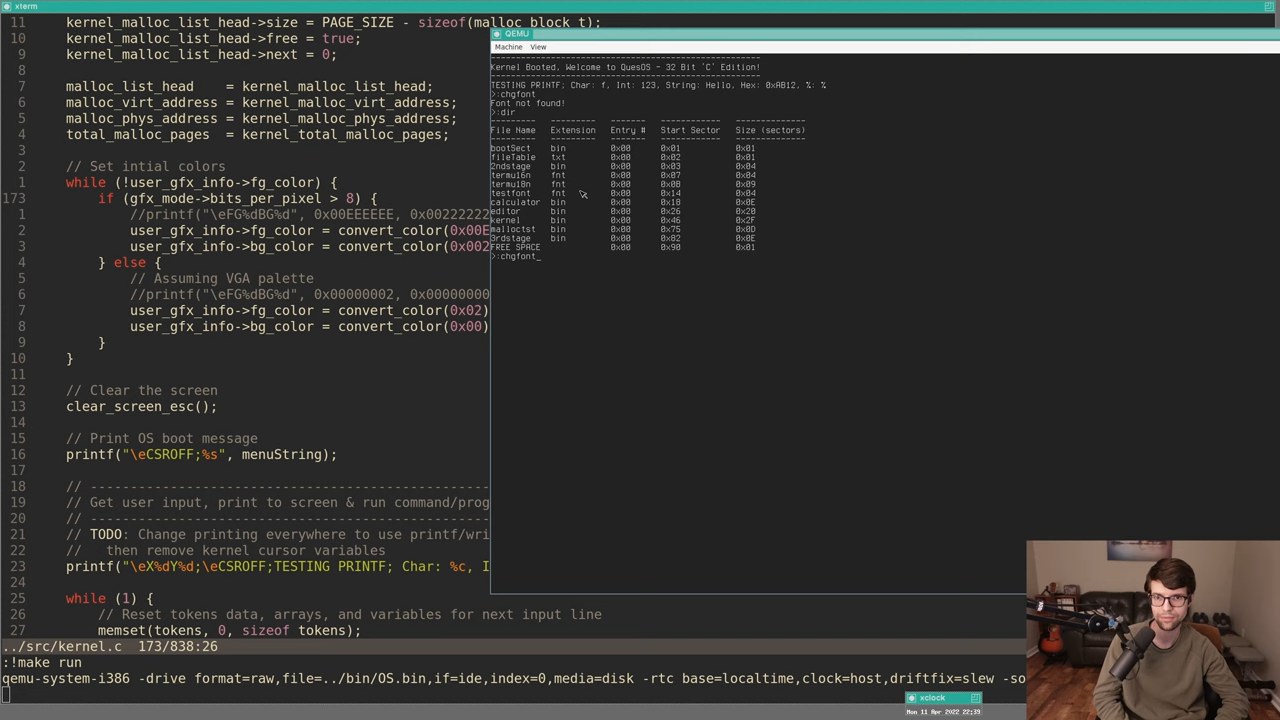 xterm
11 kernel_malloc_list_head->size = PAGE_SIZE - sizeof(malloc_block_t);
10 kernel_malloc_list_head->free = true;
9 kernel_malloc_list_head->next = 0;
7 malloc_list_head = kernel_malloc_list_head;
6 malloc_virt_address = kernel_malloc_virt_address;
5 malloc_phys_address = kernel_malloc_phys_address;
4 total_malloc_pages = kernel_total_malloc_pages;
3
2 // Set intial colors
1 while (!user_gfx_info->fg_color) {
173 if (gfx_mode->bits_per_pixel > 8) {
1 //printf("\eFG%dBG%d", 0x00EEEEEE, 0x00222222
2 user_gfx_info->fg_color = convert_color(0x00E
3 user_gfx_info->bg_color = convert_color(0x002
4 } else {
5 // Assuming VGA palette
6 //printf("\eFG%dBG%d", 0x00000002, 0x00000000
7 user_gfx_info->fg_color = convert_color(0x02)
8 user_gfx_info->bg_color = convert_color(0x00)
9 }
10 }
11
12 // Clear the screen
13 clear_screen_esc();
14
15 // Print OS boot message
16 printf("\eCSROFF;%s", menuString);
17
18 // --------------------------------------------------
19 // Get user input, print to screen & run command/prog
20 // --------------------------------------------------
21 // TODO: Change printing everywhere to use printf/wri
22 // then remove kernel cursor variables
23 printf("\eX%dY%d;\eCSROFF;TESTING PRINTF; Char: %c, I
24
25 while (1) {
26 // Reset tokens data, arrays, and variables for next input line
27 memset(tokens, 0, sizeof tokens);
../src/kernel.c 173/838:26
:!make run
qemu-system-i386 -drive format=raw,file=../bin/OS.bin,if=ide,index=0,media=disk -rtc base=localtime,clock=host,driftfix=slew -so
QEMU
Machine View
Kernel Booted, Welcome to QuesOS - 32 Bit 'C' Edition!
TESTING PRINTF; Char: f, Int: 123, String: Hello, Hex: 0xAB12, %: %
>:chgfont
Font not found!
>:dir
File Name Extension Entry # Start Sector Size (sectors)
bootSect bin 0x00 0x01 0x01
fileTable txt 0x00 0x02 0x01
2ndstage bin 0x00 0x03 0x04
termu16n fnt 0x00 0x07 0x04
termu18n fnt 0x00 0x0B 0x09
testfont fnt 0x00 0x14 0x04
calculator bin 0x00 0x18 0x0E
editor bin 0x00 0x26 0x20
kernel bin 0x00 0x46 0x2F
malloctst bin 0x00 0x75 0x0D
3rdstage bin 0x00 0x82 0x0E
FREE SPACE 0x00 0x90 0x01
>:chgfont_
xclock
Mon 11 Apr 2022 22:39